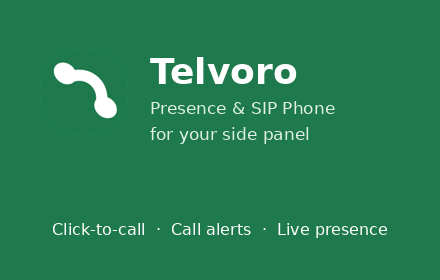 Telvoro
Presence & SIP Phone
for your side panel
Click-to-call · Call alerts · Live presence